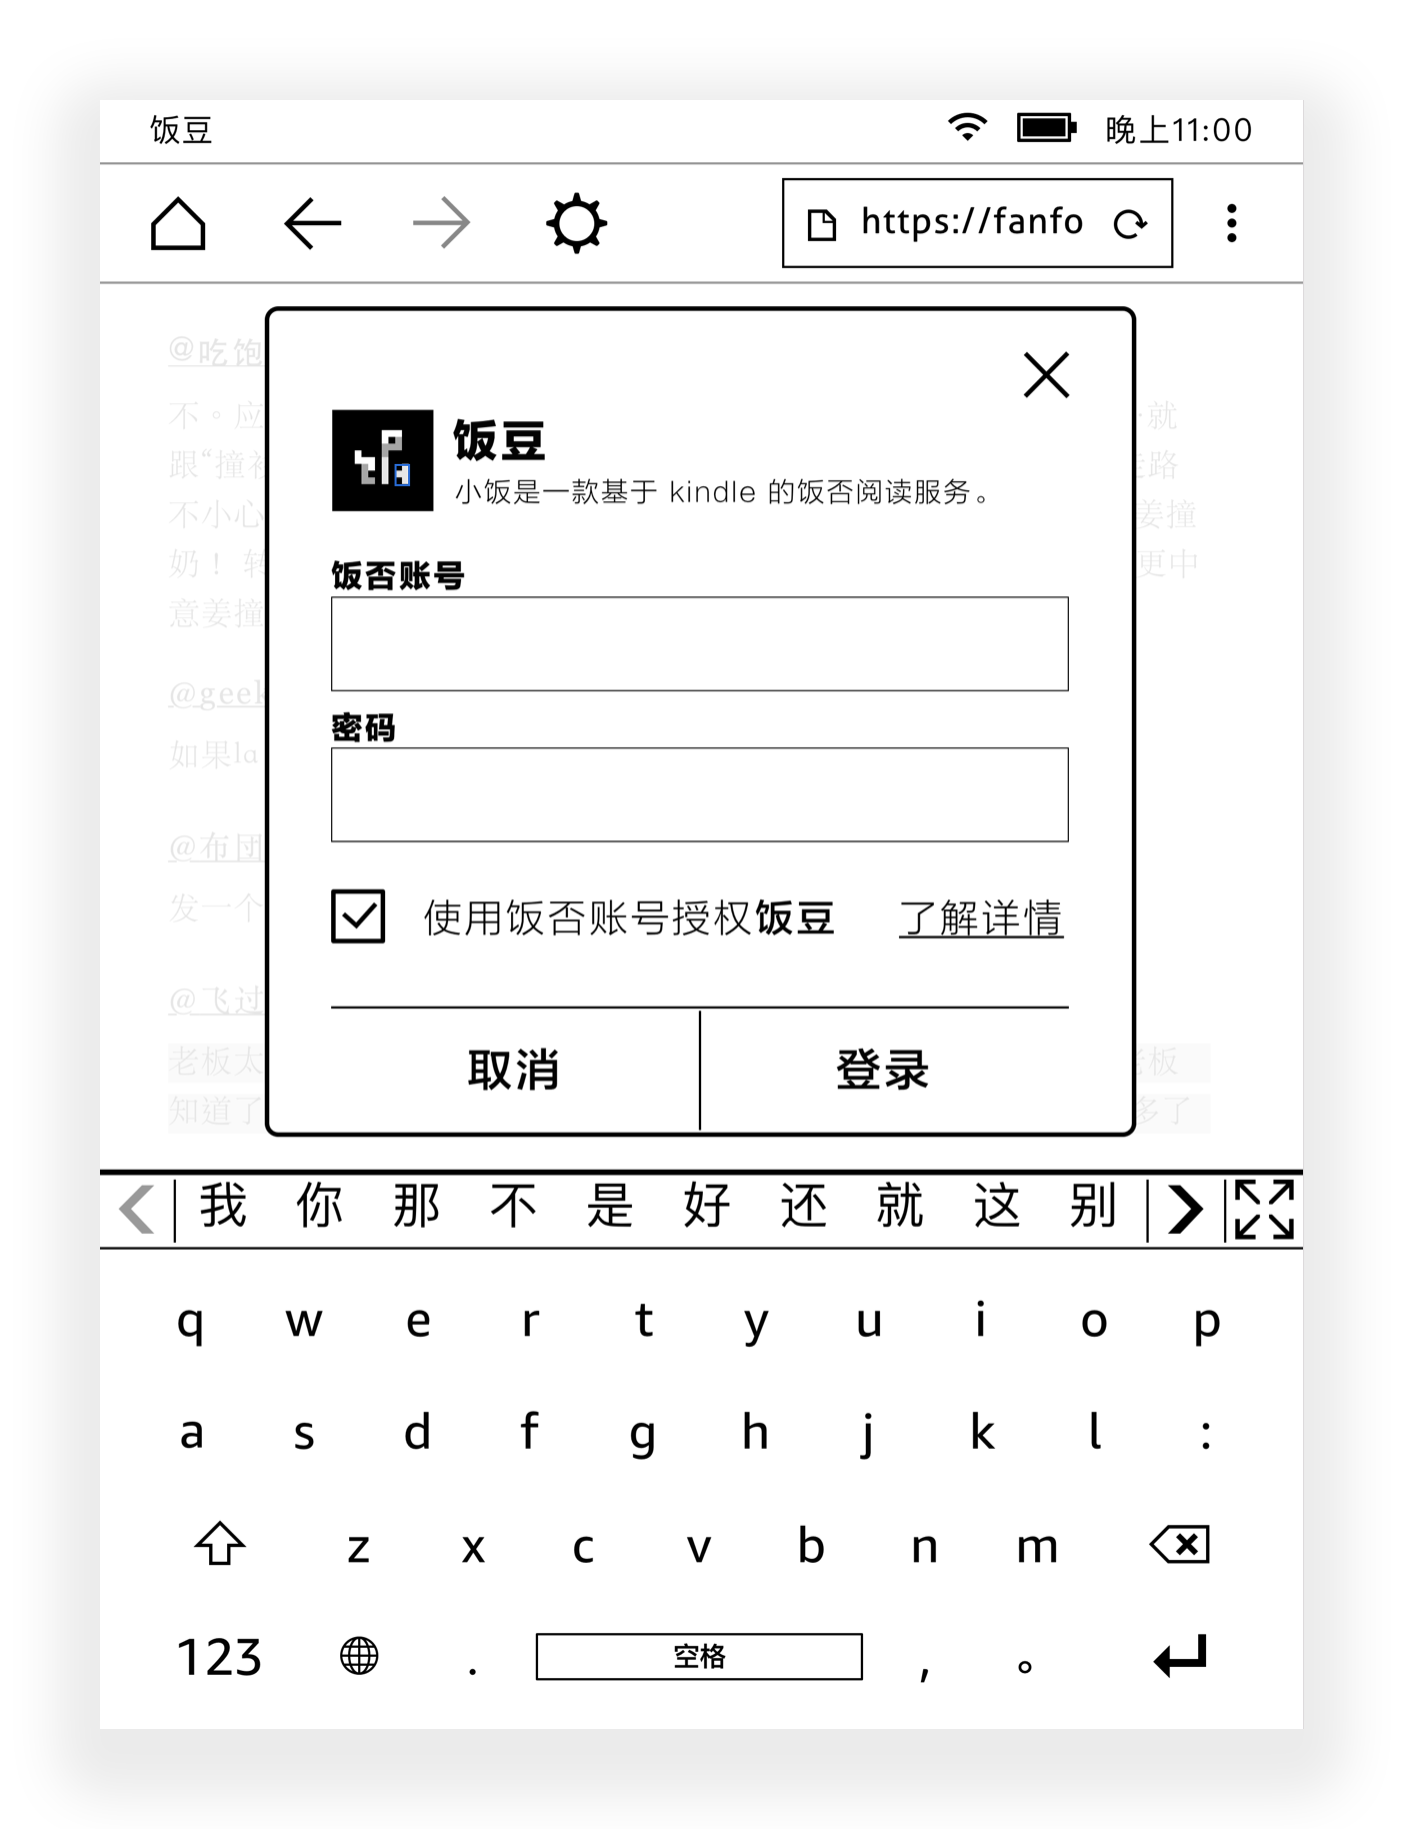 饭豆
晚上11:00
https://fanfo
@吃饱
不。应
就
跟“撞
路
不小心
姜撞
奶！ 转
更中
意姜撞
@geek
如果la
@布团
发一个
@飞过
老板太
老板
知道了
多了
饭豆
小饭是一款基于 kindle 的饭否阅读服务。
饭否账号
密码
使用饭否账号授权饭豆 了解详情
取消 登录
我 你 那 不 是 好 还 就 这 别
q w e r t y u i o p
a s d f g h j k l :
z x c v b n m
123 . 空格 , 。